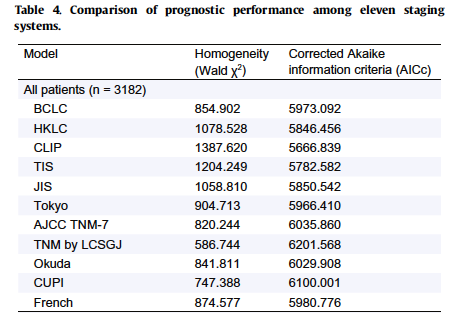 Table 4. Comparison of prognostic performance among eleven staging
systems.
Model Homogeneity Corrected Akaike
(Wald χ²) information criteria (AICc)
All patients (n = 3182)
BCLC 854.902 5973.092
HKLC 1078.528 5846.456
CLIP 1387.620 5666.839
TIS 1204.249 5782.582
JIS 1058.810 5850.542
Tokyo 904.713 5966.410
AJCC TNM-7 820.244 6035.860
TNM by LCSGJ 586.744 6201.568
Okuda 841.811 6029.908
CUPI 747.388 6100.001
French 874.577 5980.776